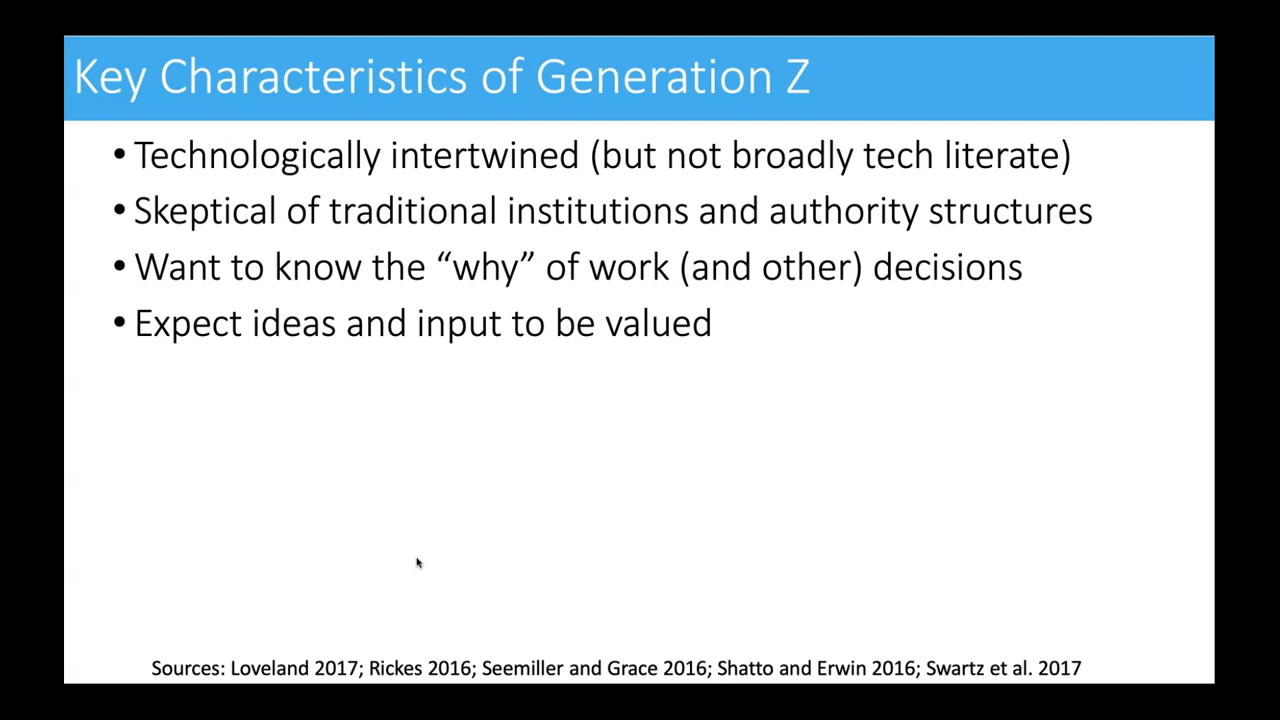 Key Characteristics of Generation Z
• Technologically intertwined (but not broadly tech literate)
• Skeptical of traditional institutions and authority structures
• Want to know the “why” of work (and other) decisions
• Expect ideas and input to be valued
Sources: Loveland 2017; Rickes 2016; Seemiller and Grace 2016; Shatto and Erwin 2016; Swartz et al. 2017